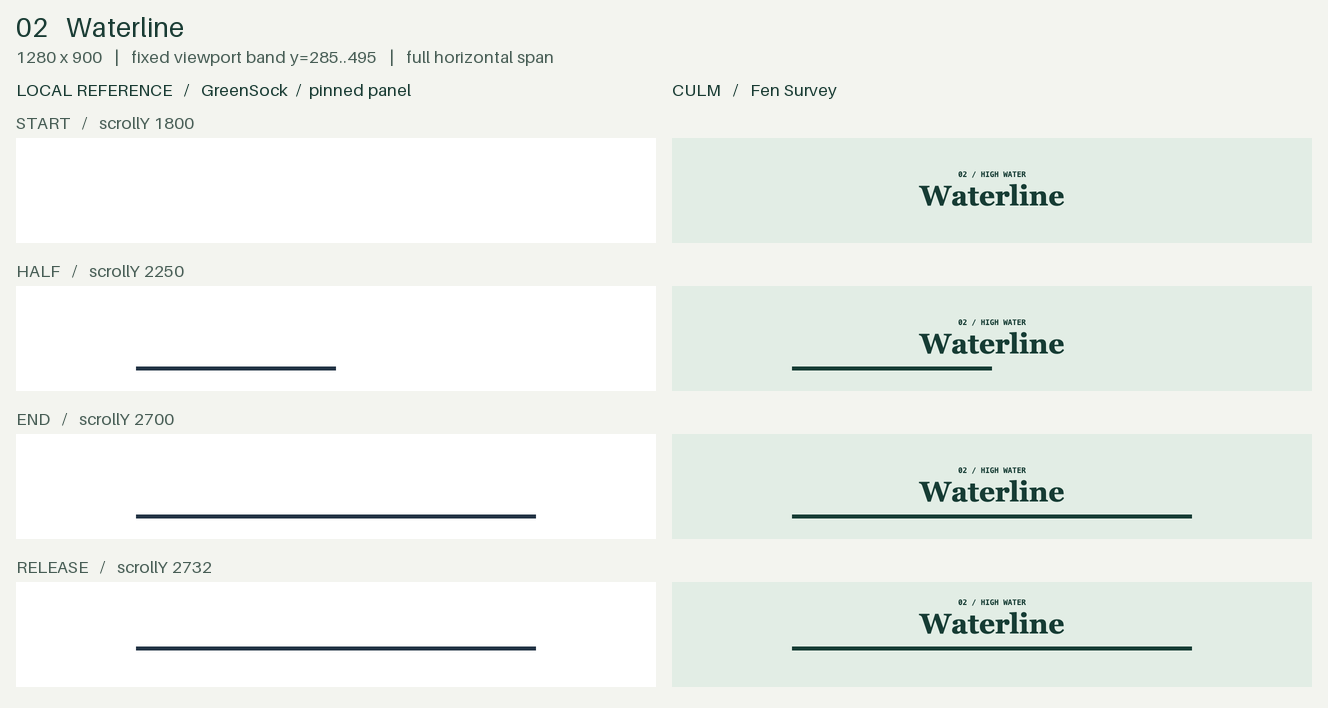 02 Waterline
1280 x 900 | fixed viewport band y=285..495 | full horizontal span
LOCAL REFERENCE / GreenSock / pinned panel
CULM / Fen Survey
START / scrollY 1800
02 / HIGH WATER
Waterline
HALF / scrollY 2250
02 / HIGH WATER
Waterline
END / scrollY 2700
02 / HIGH WATER
Waterline
RELEASE / scrollY 2732
02 / HIGH WATER
Waterline